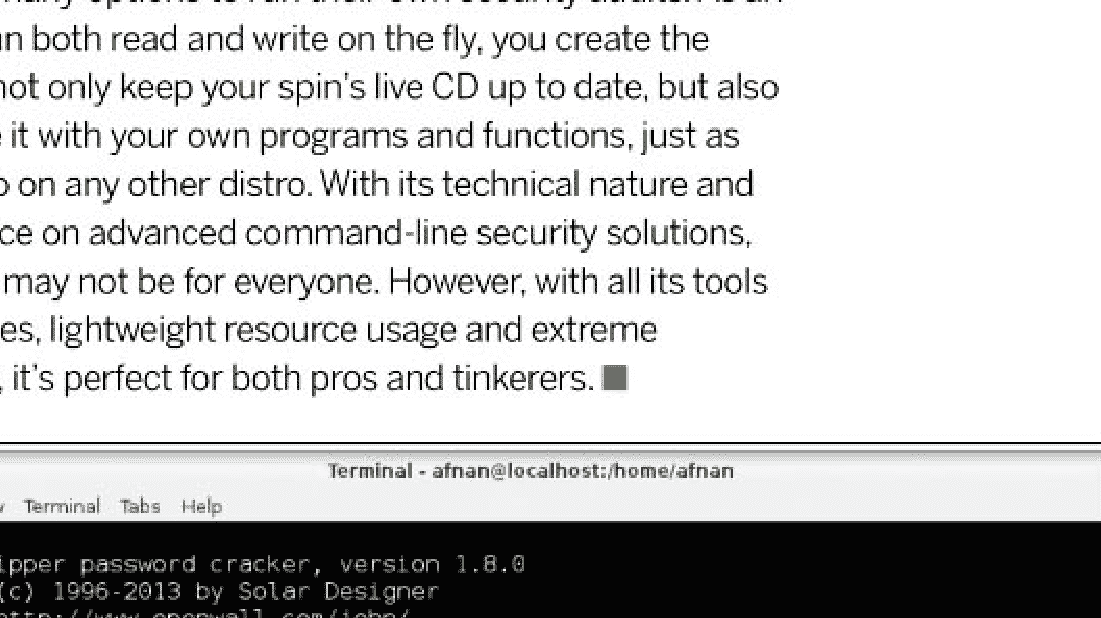 n both read and write on the fly, you create the
not only keep your spin's live CD up to date, but also
it with your own programs and functions, just as
on any other distro. With its technical nature and
ce on advanced command-line security solutions,
may not be for everyone. However, with all its tools
es, lightweight resource usage and extreme
, it's perfect for both pros and tinkerers.
Terminal - afnan@localhost:/home/afnan
Terminal Tabs Help
ipper password cracker, version 1.8.0
(c) 1996-2013 by Solar Designer